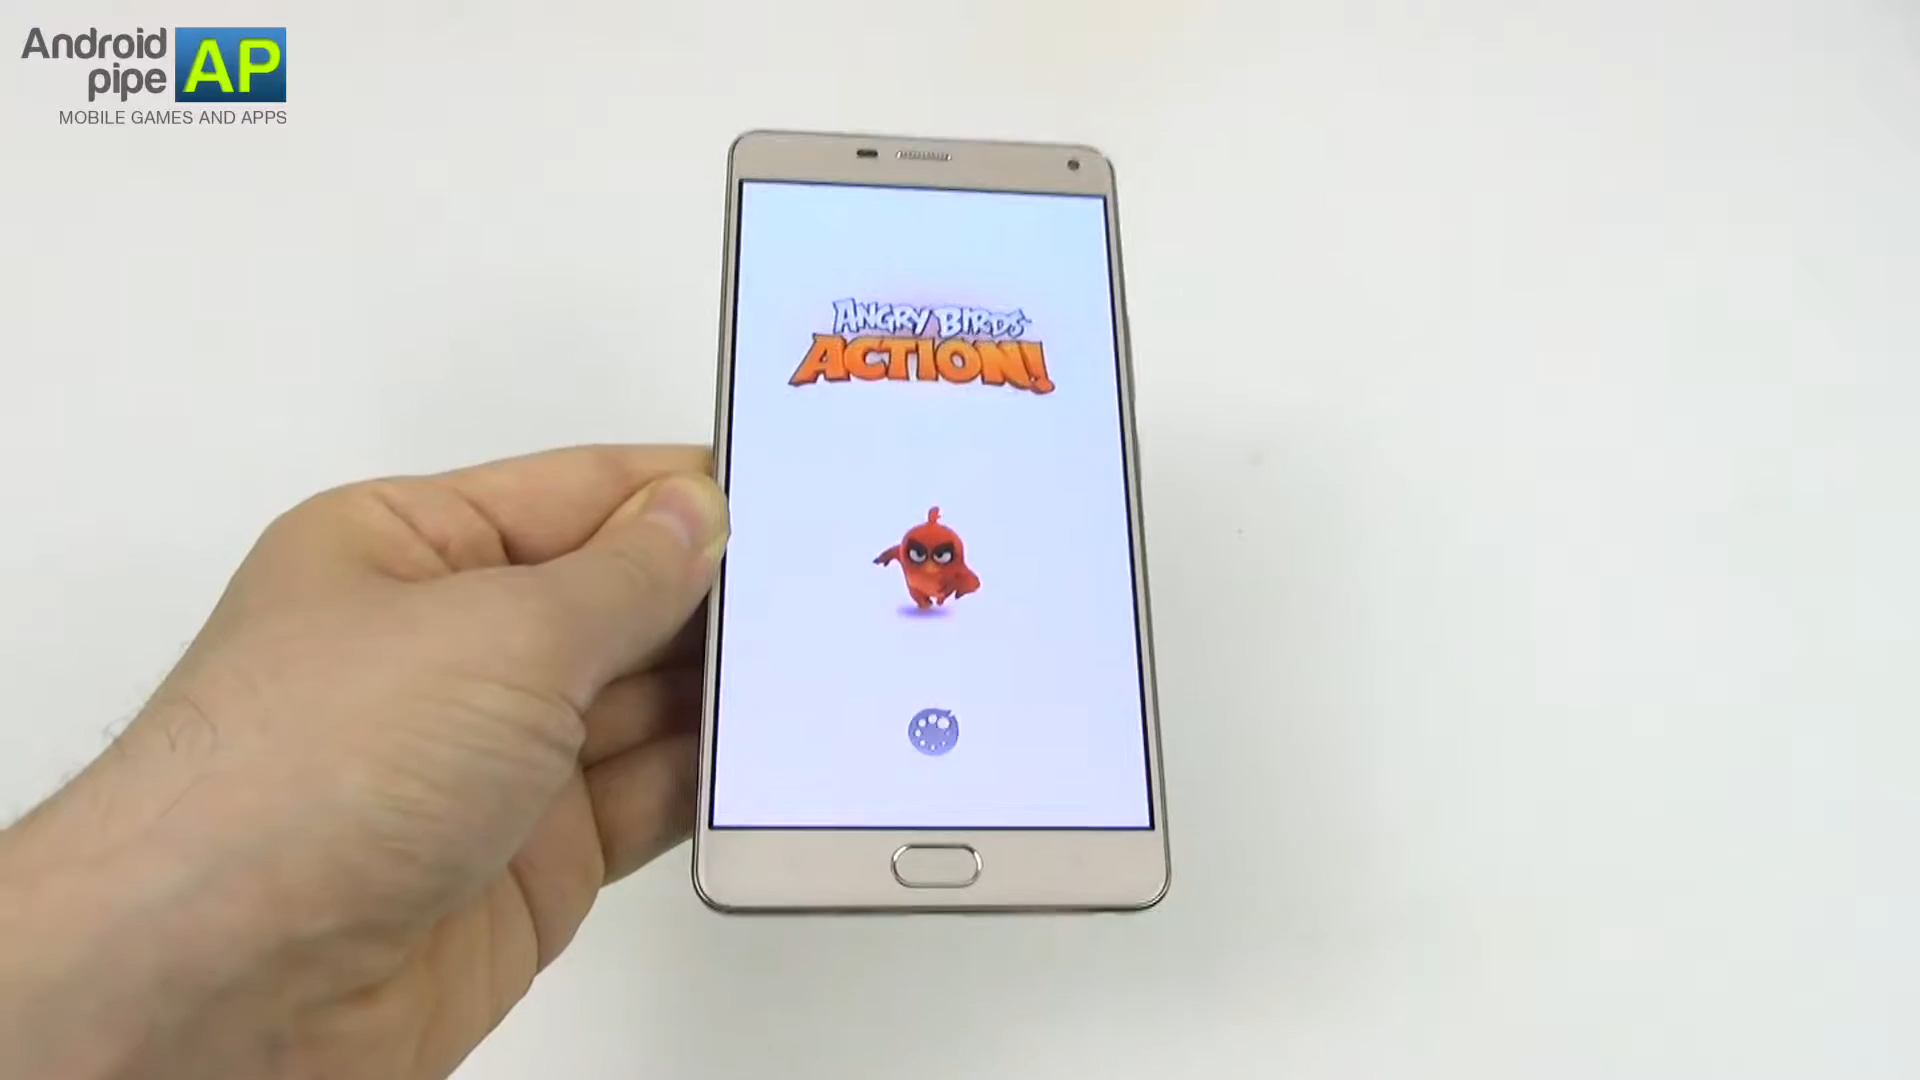 Android
pipe
AP
MOBILE GAMES AND APPS
ANGRY BIRDS
ACTION!